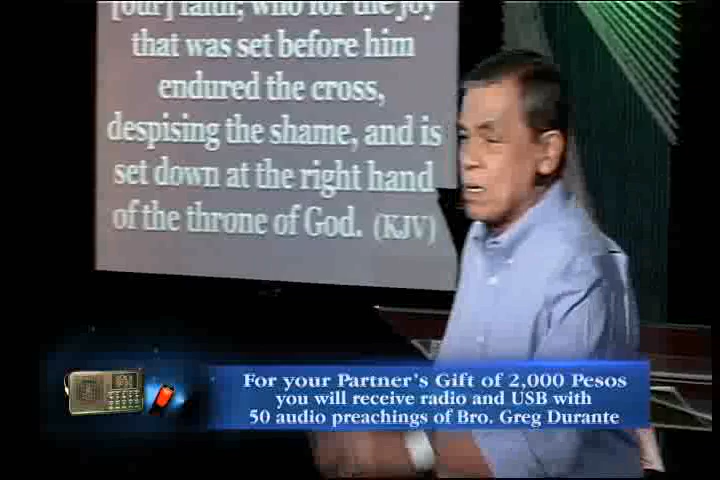 [our] faith; who for the joy
that was set before him
endured the cross,
despising the shame, and is
set down at the right hand
of the throne of God. (KJV)
For your Partner's Gift of 2,000 Pesos
you will receive radio and USB with
50 audio preachings of Bro. Greg Durante